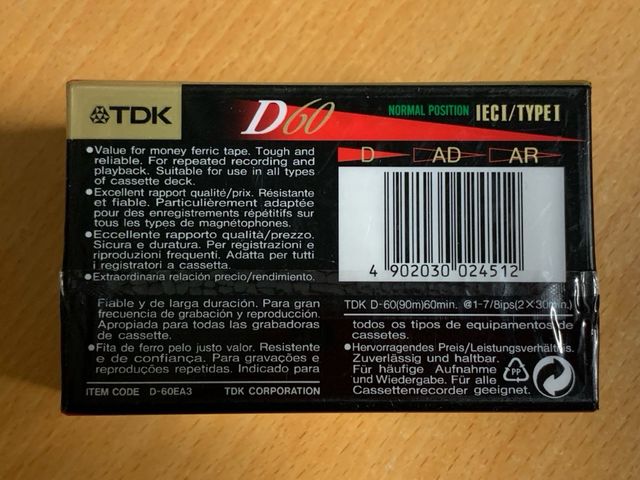 TDK
D60
NORMAL POSITION IECI/TYPE I
D AD AR
•Value for money ferric tape. Tough and
reliable. For repeated recording and
playback. Suitable for use in all types
of cassette deck.
•Excellent rapport qualité/prix. Résistante
et fiable. Particulièrement adaptée
pour des enregistrements répétitifs sur
tous les types de magnétophones.
•Eccellente rapporto qualità/prezzo.
Sicura e duratura. Per registrazioni e
riproduzioni frequenti. Adatta per tutti
i registratori a cassetta.
•Extraordinaria relación precio/rendimiento.
Fiable y de larga duración. Para gran
frecuencia de grabación y reproducción.
Apropiada para todas las grabadoras
de cassette.
•Fita de ferro pelo justo valor. Resistente
e de confiança. Para gravações e
reproduções repetidas. Indicado para
ITEM CODE D-60EA3 TDK CORPORATION
4 902030 024512
TDK D-60(90m)60min. @1-7/8ips(2×30min.)
todos os tipos de equipamentos de
cassetes.
•Hervorragendes Preis/Leistungsverhältnis.
Zuverlässig und haltbar.
Für häufige Aufnahme
und Wiedergabe. Für alle
Cassettenrecorder geeignet.
PP